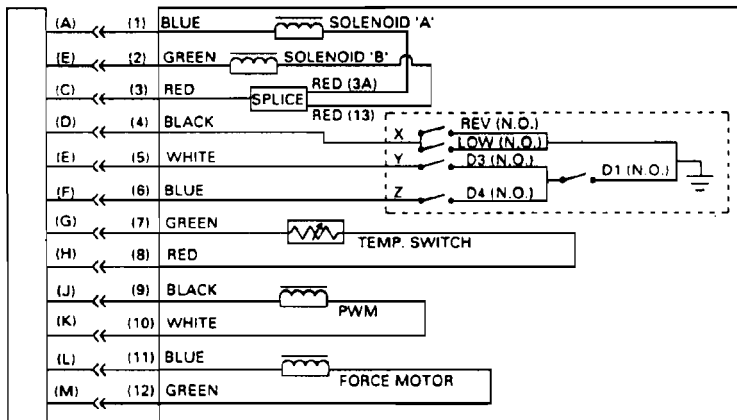 (A) (1) BLUE SOLENOID 'A'
(E) (2) GREEN SOLENOID 'B'
RED (3A)
(C) (3) RED SPLICE
RED (13)
(D) (4) BLACK X REV (N.O.)
LOW (N.O.)
(E) (5) WHITE Y D3 (N.O.)
D1 (N.O.)
(F) (6) BLUE Z D4 (N.O.)
(G) (7) GREEN
TEMP. SWITCH
(H) (8) RED
(J) (9) BLACK
PWM
(K) (10) WHITE
(L) (11) BLUE
FORCE MOTOR
(M) (12) GREEN